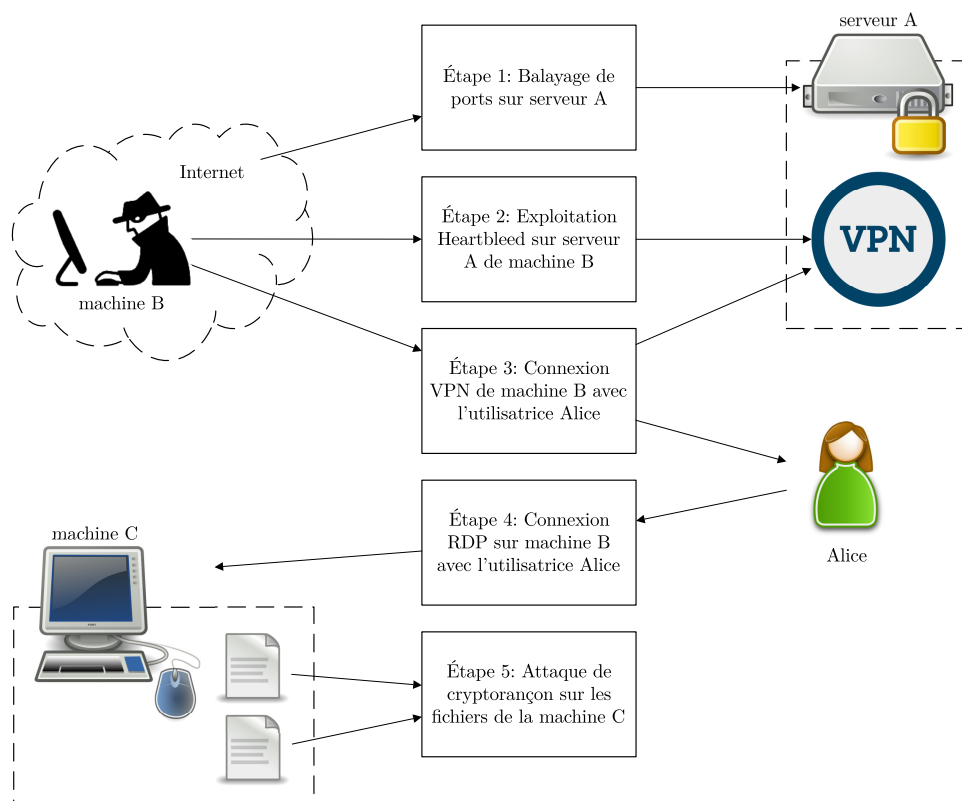 serveur A
Étape 1: Balayage de
ports sur serveur A
Internet
machine B
Étape 2: Exploitation
Heartbleed sur serveur
A de machine B
VPN
Étape 3: Connexion
VPN de machine B avec
l'utilisatrice Alice
Alice
Étape 4: Connexion
RDP sur machine B
avec l'utilisatrice Alice
machine C
Étape 5: Attaque de
cryptorançon sur les
fichiers de la machine C